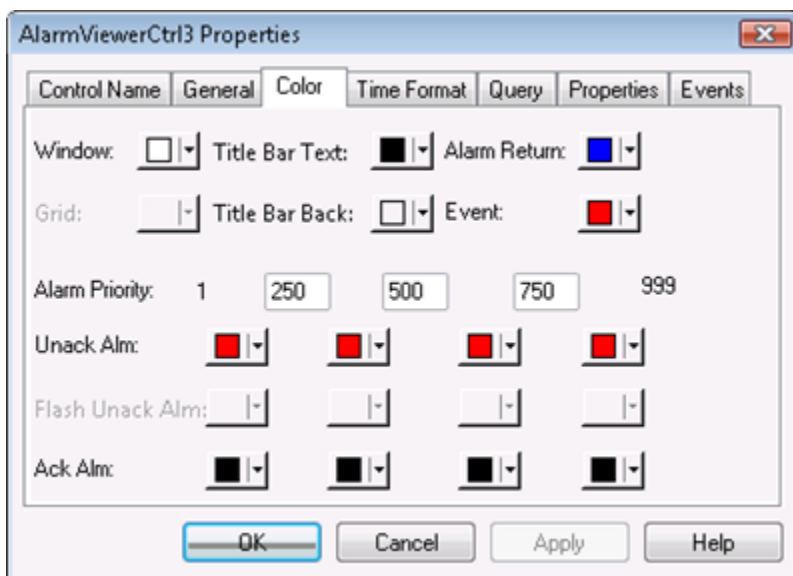 AlarmViewerCtrl3 Properties
Control Name General Color Time Format Query Properties Events
Window: Title Bar Text: Alarm Return:
Grid: Title Bar Back: Event:
Alarm Priority: 1 250 500 750 999
Unack Alm:
Flash Unack Alm:
Ack Alm:
OK Cancel Apply Help